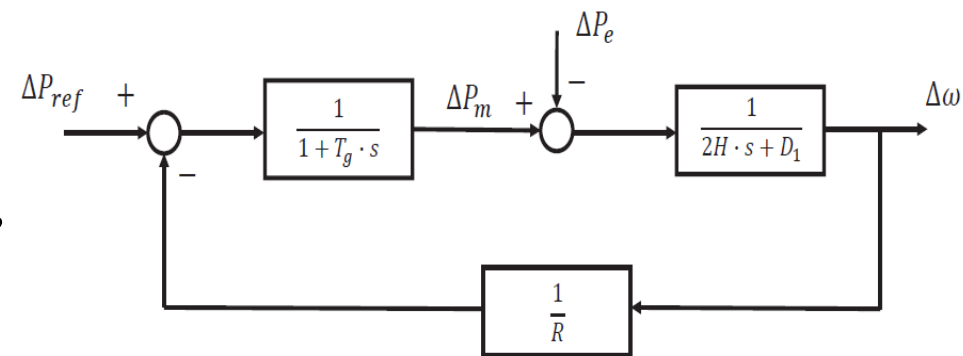 ΔP_e
ΔP_ref + 1/(1 + T_g · s) ΔP_m + − 1/(2H · s + D_1) Δω
−
1/R